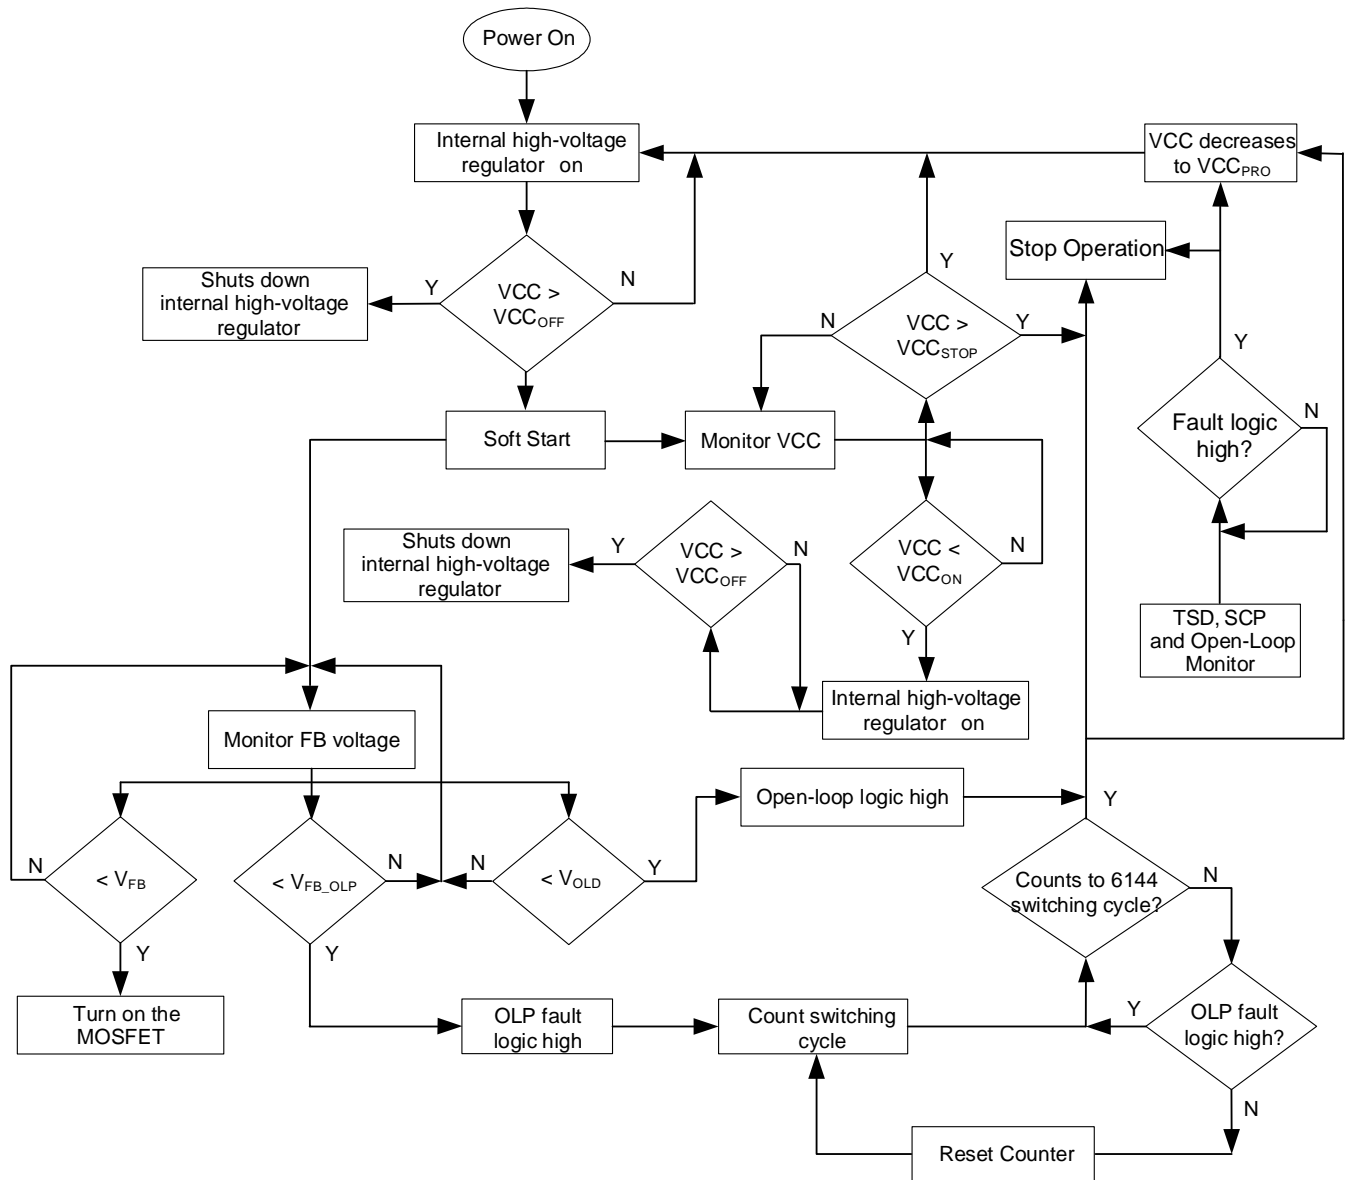 Power On
Internal high-voltage
regulator on
VCC decreases
to VCCPRO
Stop Operation
Shuts down
internal high-voltage
regulator
Y
VCC >
VCCOFF
N
Y
N
VCC >
VCCSTOP
Y
Y
Fault logic
high?
N
Soft Start
Monitor VCC
Shuts down
internal high-voltage
regulator
Y
VCC >
VCCOFF
N
VCC <
VCCON
N
Y
TSD, SCP
and Open-Loop
Monitor
Internal high-voltage
regulator on
Monitor FB voltage
Open-loop logic high
Y
N
< VFB
Y
< VFB_OLP
N
Y
N
< VOLD
Y
Counts to 6144
switching cycle?
N
Turn on the
MOSFET
OLP fault
logic high
Count switching
cycle
Y
OLP fault
logic high?
N
Reset Counter